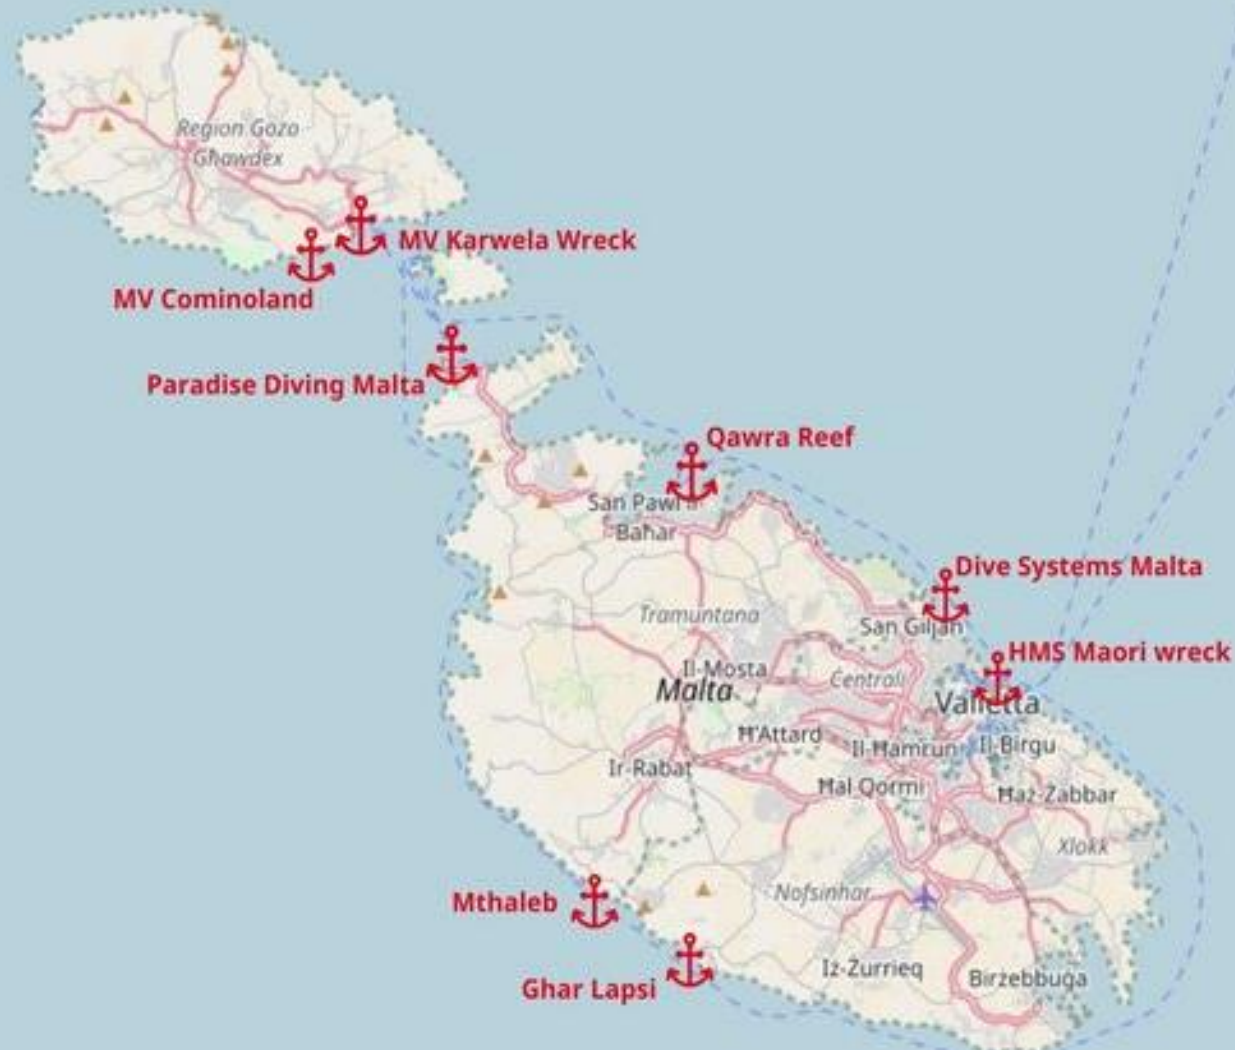 Region Gozo
Għawdex
MV Karwela Wreck
MV Cominoland
Paradise Diving Malta
Qawra Reef
San Pawl il-
Baħar
Dive Systems Malta
Tramuntana
San Ġiljan
HMS Maori wreck
Il-Mosta
Malta
Ċentrali
Valletta
Ħ'Attard
Il-Ħamrun
Il-Birgu
Ir-Rabat
Ħal Qormi
Ħaż-Żabbar
Xlokk
Nofsinhar
Mthaleb
Iż-Żurrieq
Birżebbuġa
Ghar Lapsi